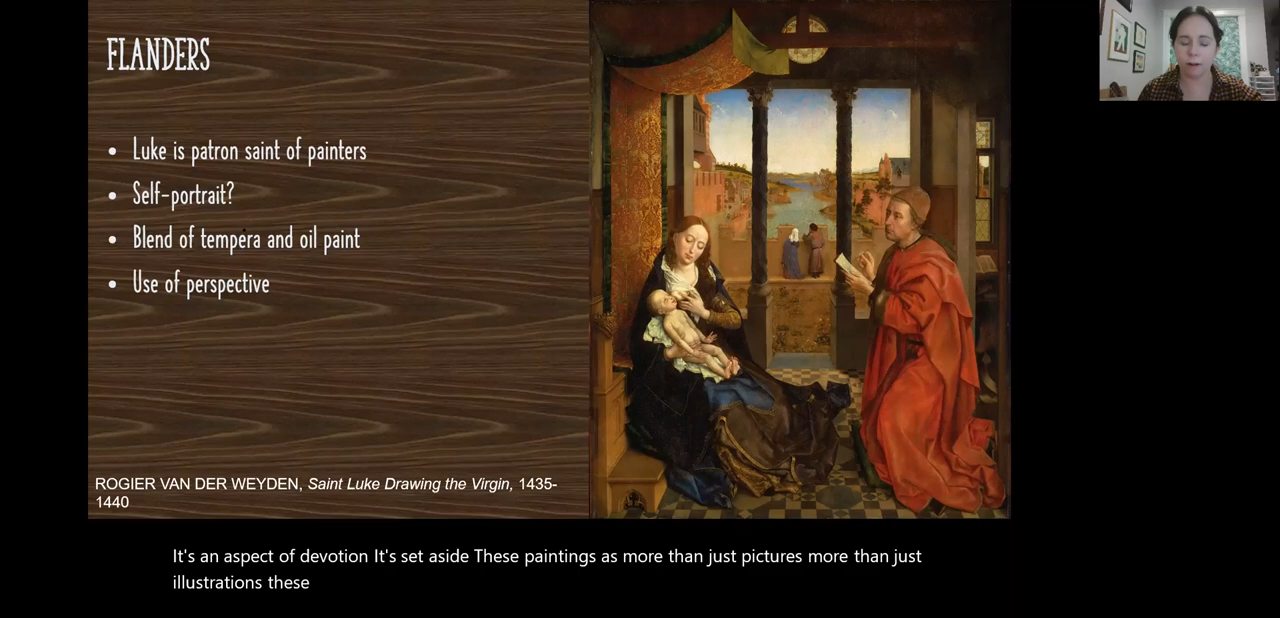 FLANDERS
• Luke is patron saint of painters
• Self-portrait?
• Blend of tempera and oil paint
• Use of perspective
ROGIER VAN DER WEYDEN, Saint Luke Drawing the Virgin, 1435-
1440
It's an aspect of devotion It's set aside These paintings as more than just pictures more than just
illustrations these